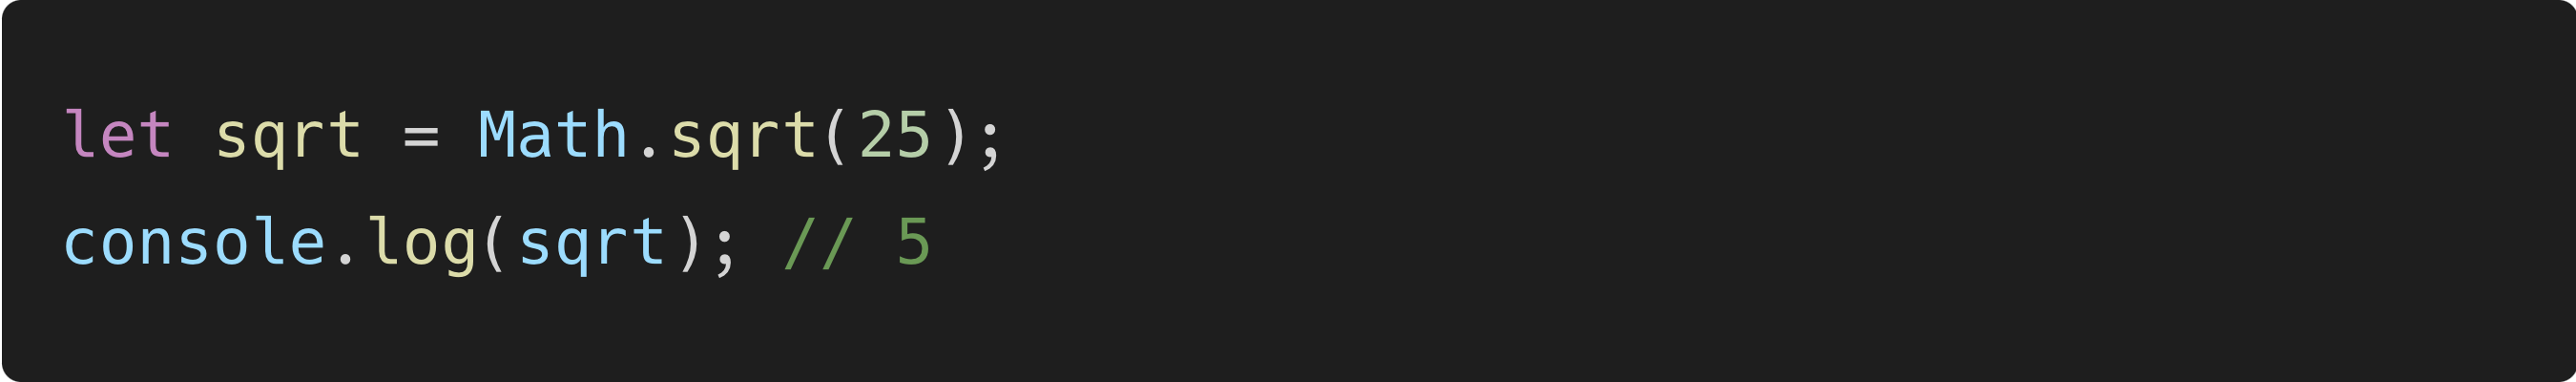 let sqrt = Math.sqrt(25);
console.log(sqrt); // 5